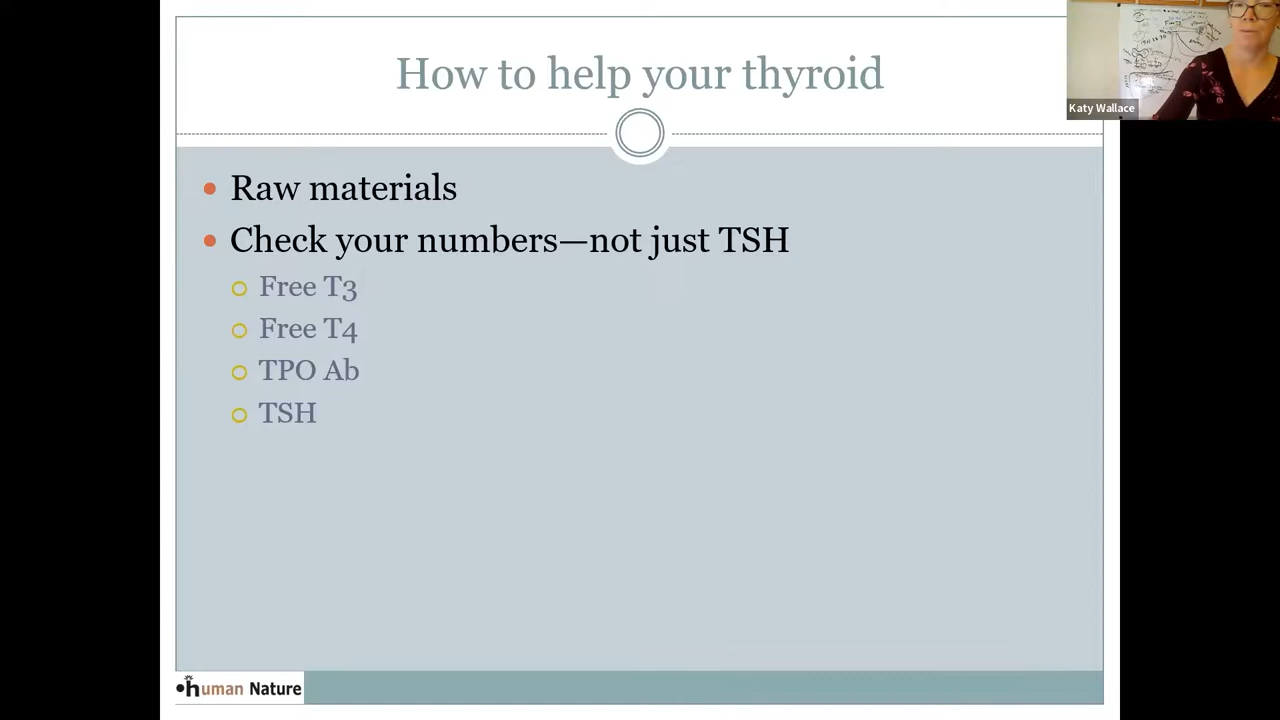 How to help your thyroid
Katy Wallace
Raw materials
Check your numbers—not just TSH
Free T3
Free T4
TPO Ab
TSH
human Nature